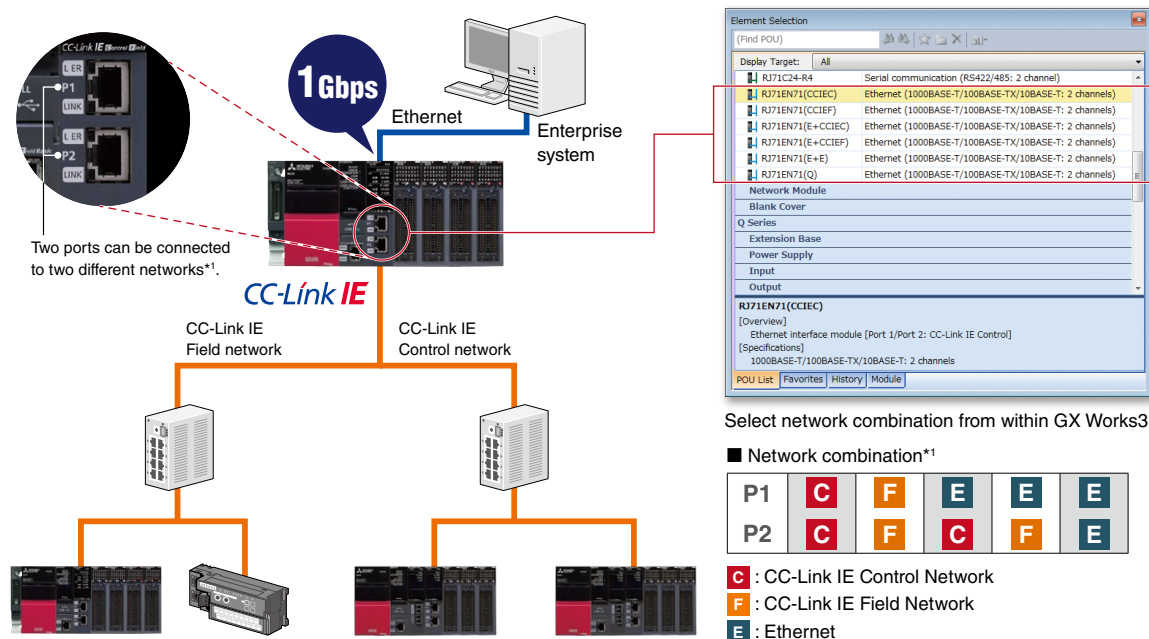 CC-Link IE Control Field
L ER
P1
LINK
L ER
P2
LINK
Field Basic
Two ports can be connected
to two different networks*1.
1Gbps
Ethernet
Enterprise
system
CC-Link IE
CC-Link IE
Field network
CC-Link IE
Control network
Element Selection
(Find POU)
Display Target: All
RJ71C24-R4 Serial communication (RS422/485: 2 channel)
RJ71EN71(CCIEC) Ethernet (1000BASE-T/100BASE-TX/10BASE-T: 2 channels)
RJ71EN71(CCIEF) Ethernet (1000BASE-T/100BASE-TX/10BASE-T: 2 channels)
RJ71EN71(E+CCIEC) Ethernet (1000BASE-T/100BASE-TX/10BASE-T: 2 channels)
RJ71EN71(E+CCIEF) Ethernet (1000BASE-T/100BASE-TX/10BASE-T: 2 channels)
RJ71EN71(E+E) Ethernet (1000BASE-T/100BASE-TX/10BASE-T: 2 channels)
RJ71EN71(Q) Ethernet (1000BASE-T/100BASE-TX/10BASE-T: 2 channels)
Network Module
Blank Cover
Q Series
Extension Base
Power Supply
Input
Output
RJ71EN71(CCIEC)
[Overview]
Ethernet interface module [Port 1/Port 2: CC-Link IE Control]
[Specifications]
1000BASE-T/100BASE-TX/10BASE-T: 2 channels
POU List Favorites History Module
Select network combination from within GX Works3
■ Network combination*1
P1 C F E E E
P2 C F C F E
C : CC-Link IE Control Network
F : CC-Link IE Field Network
E : Ethernet